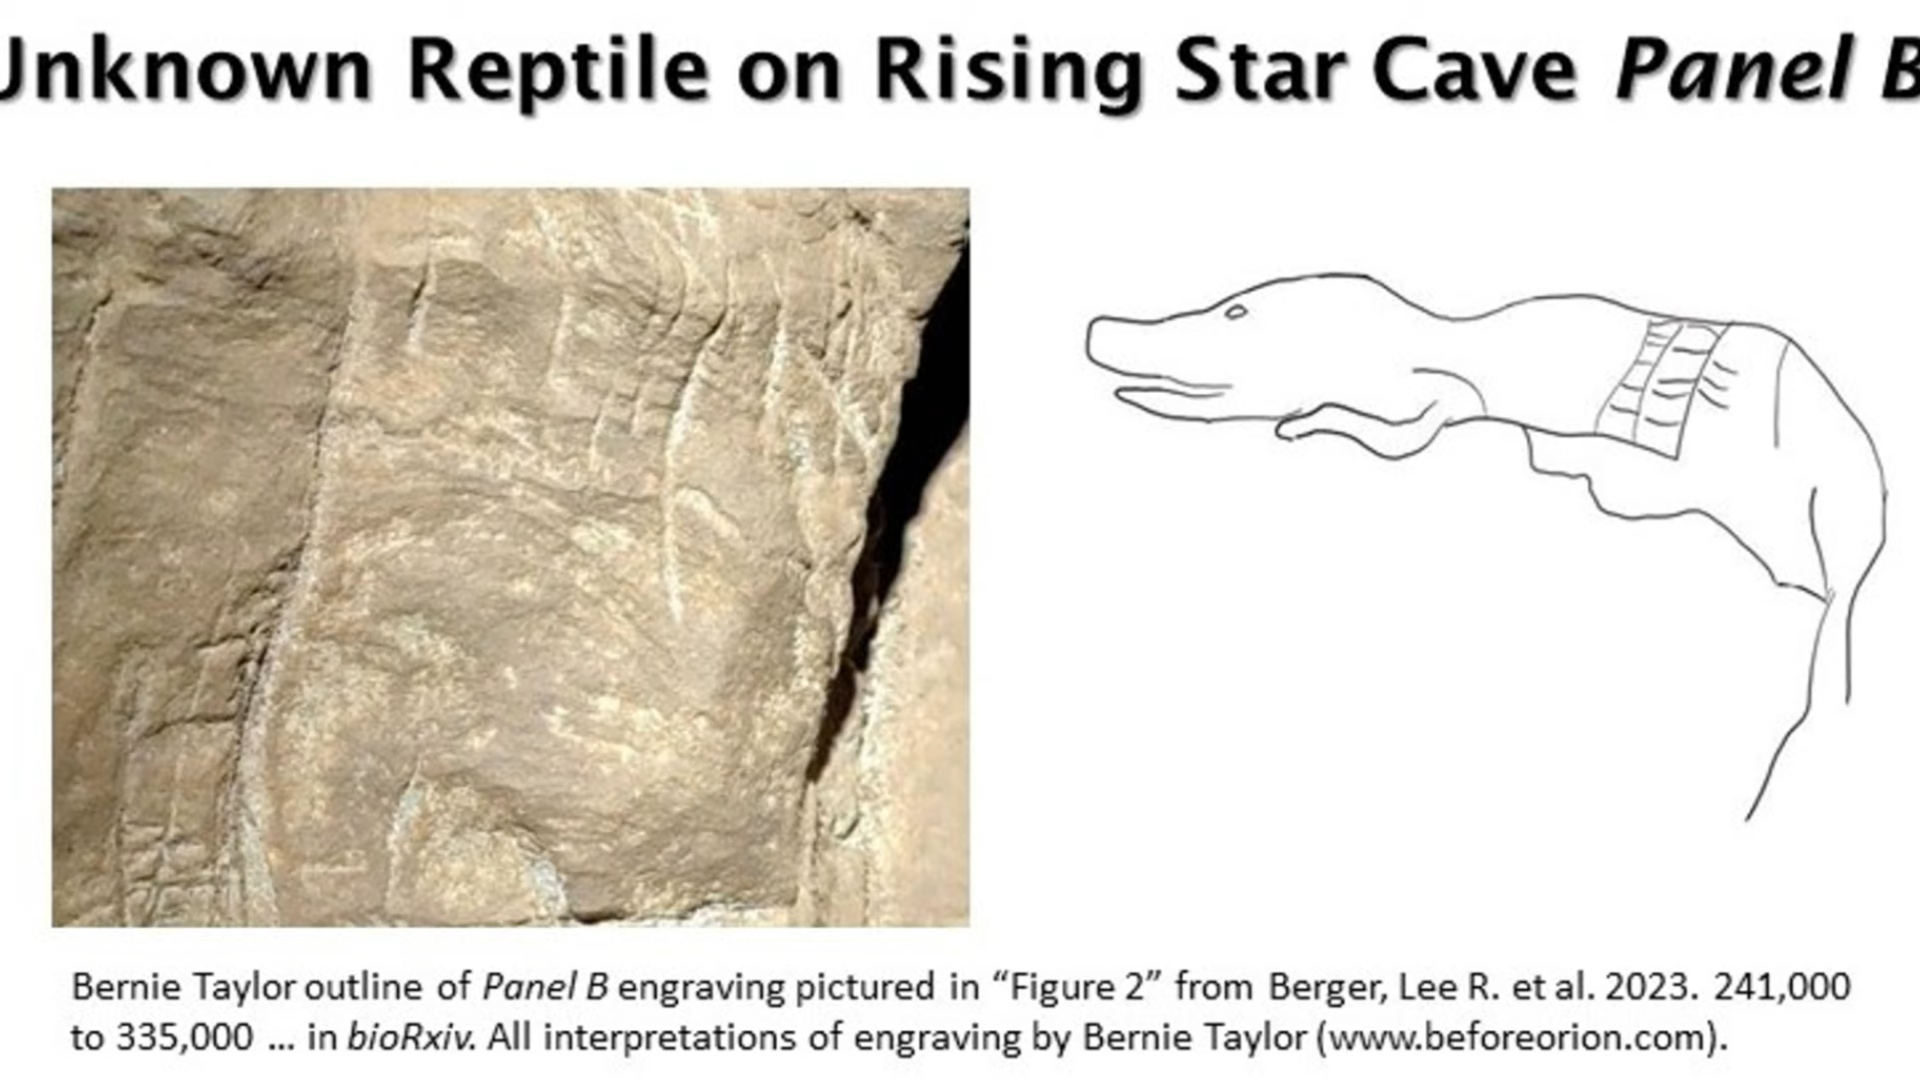 Unknown Reptile on Rising Star Cave Panel B
Bernie Taylor outline of Panel B engraving pictured in “Figure 2” from Berger, Lee R. et al. 2023. 241,000
to 335,000 ... in bioRxiv. All interpretations of engraving by Bernie Taylor (www.beforeorion.com).